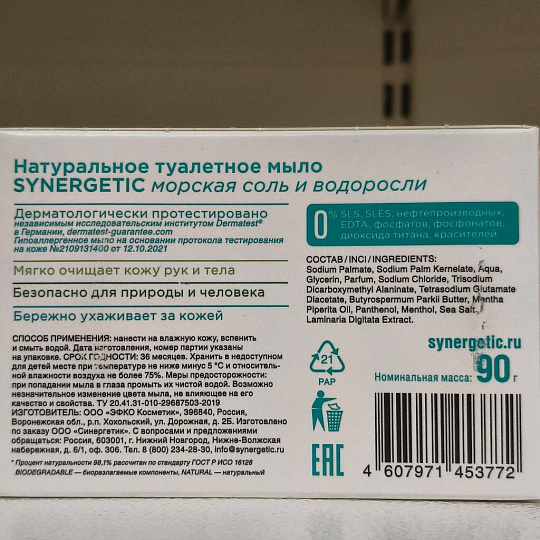 Натуральное туалетное мыло
SYNERGETIC морская соль и водоросли
Дерматологически протестировано
независимым исследовательским институтом Dermatest®
в Германии, dermatest-guarantee.com
Гипоаллергенное мыло на основании протокола тестирования
на коже №2109131400 от 12.10.2021
Мягко очищает кожу рук и тела
Безопасно для природы и человека
Бережно ухаживает за кожей
СПОСОБ ПРИМЕНЕНИЯ: нанести на влажную кожу, вспенить
и смыть водой. Дата изготовления, номер партии указаны
на упаковке. СРОК ГОДНОСТИ: 36 месяцев. Хранить в недоступном
для детей месте при температуре не ниже минус 5 °C и относитель-
ной влажности воздуха не более 75%. Меры предосторожности:
при попадании мыла в глаза промыть их чистой водой. Возможно
незначительное изменение цвета мыла, не влияющее на его
качество и свойства. ТУ 20.41.31-010-29687503-2019
ИЗГОТОВИТЕЛЬ: ООО «ЭФКО Косметик», 396840, Россия,
Воронежская обл., р.п. Хохольский, ул. Дорожная, д. 2Б. Изготовлено
по заказу ООО «Синергетик». С вопросами и предложениями
обращаться: Россия, 603001, г. Нижний Новгород, Нижне-Волжская
набережная, д. 6/1, оф. 306. Тел. 8 (800) 234-28-30, info@synergetic.ru
* Процент натуральности 98,1% рассчитан по стандарту ГОСТ Р ИСО 16128
BIODEGRADABLE — биоразлагаемые компоненты, NATURAL — натуральный
0% SLS, SLES, нефтепроизводных,
EDTA, фосфатов, фосфонатов,
диоксида титана, красителей
СОСТАВ/INCI/INGREDIENTS:
Sodium Palmate, Sodium Palm Kernelate, Aqua,
Glycerin, Parfum, Sodium Chloride, Trisodium
Dicarboxymethyl Alaninate, Tetrasodium Glutamate
Diacetate, Butyrospermum Parkii Butter, Mentha
Piperita Oil, Panthenol, Menthol, Sea Salt,
Laminaria Digitata Extract.
synergetic.ru
Номинальная масса: 90 г
21
PAP
EAC
4 607971 453772